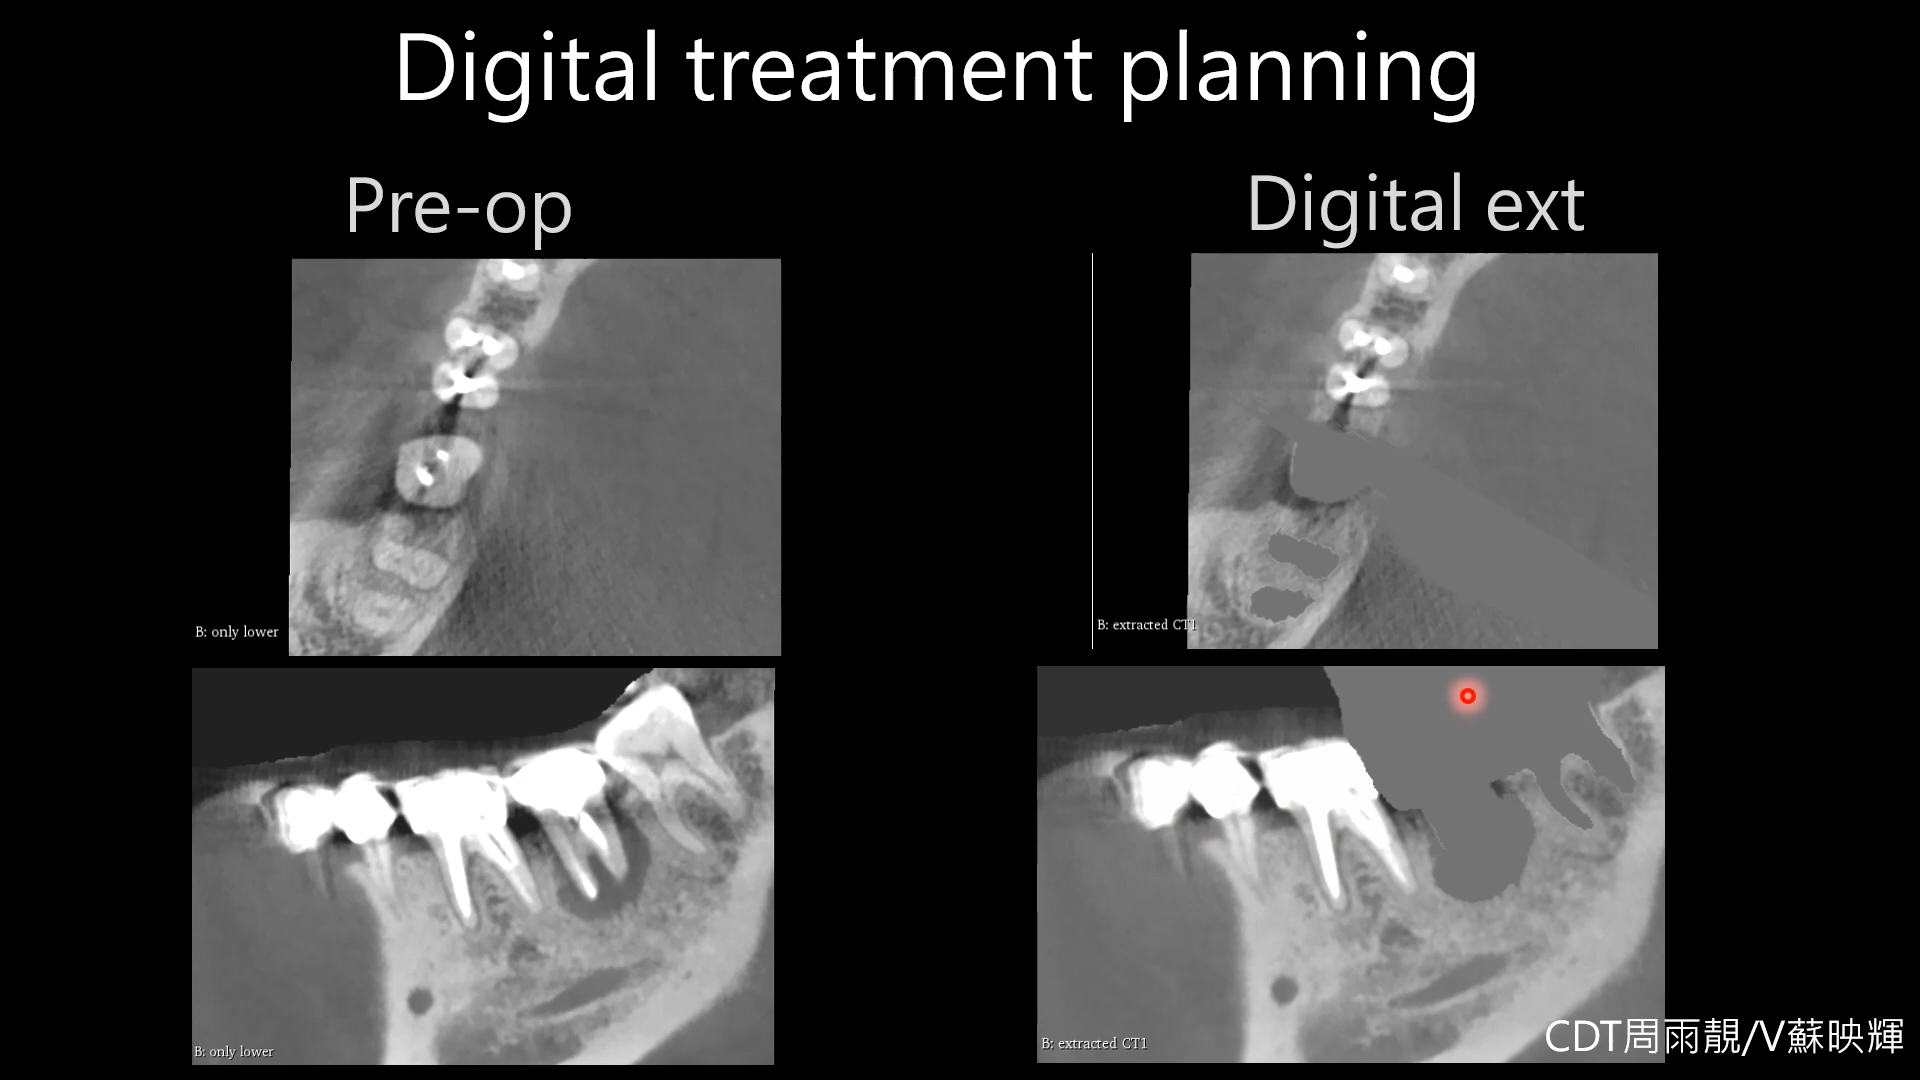 Digital treatment planning
Pre-op
Digital ext
B: only lower
B: extracted CT1
B: only lower
B: extracted CT1
CDT周雨靚/V蘇映輝